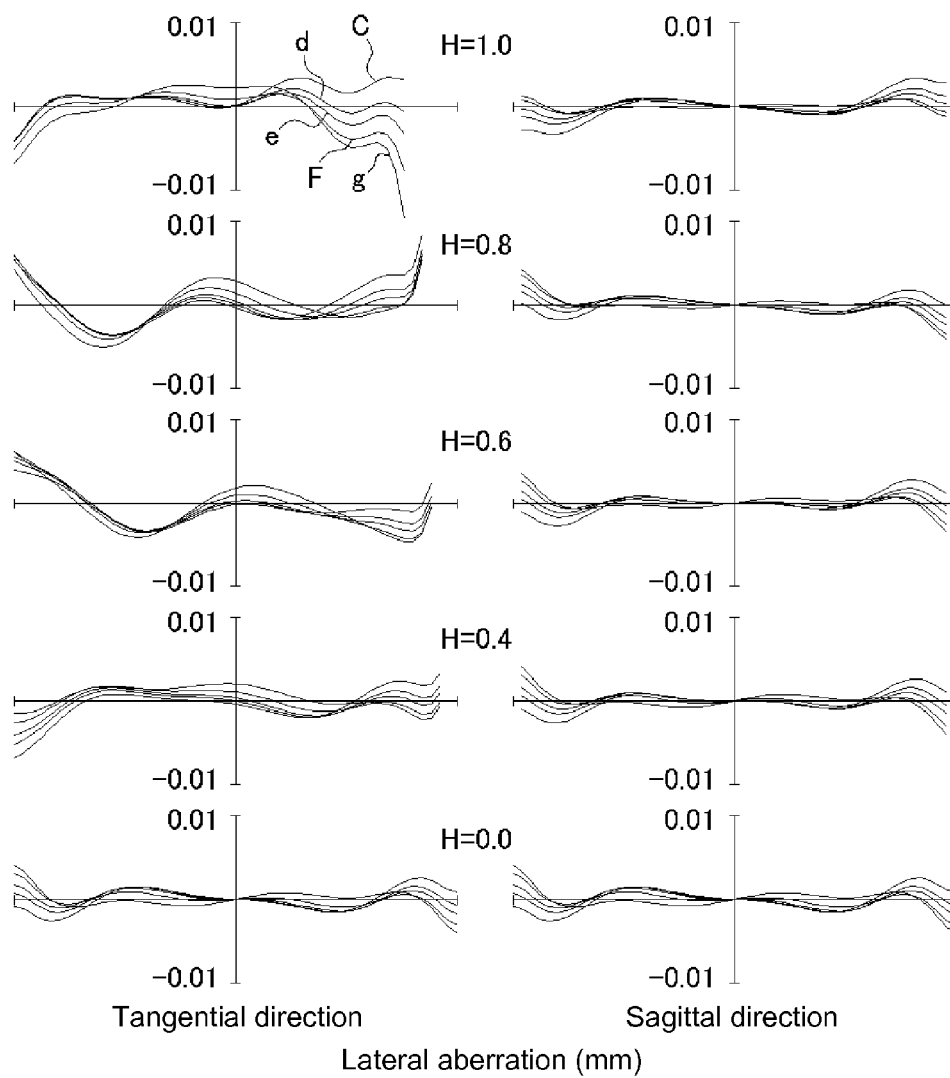 0.01
C
d
e
F
g
−0.01
H=1.0
0.01
−0.01
0.01
−0.01
H=0.8
0.01
−0.01
0.01
−0.01
H=0.6
0.01
−0.01
0.01
−0.01
H=0.4
0.01
−0.01
0.01
−0.01
H=0.0
0.01
−0.01
Tangential direction
Sagittal direction
Lateral aberration (mm)